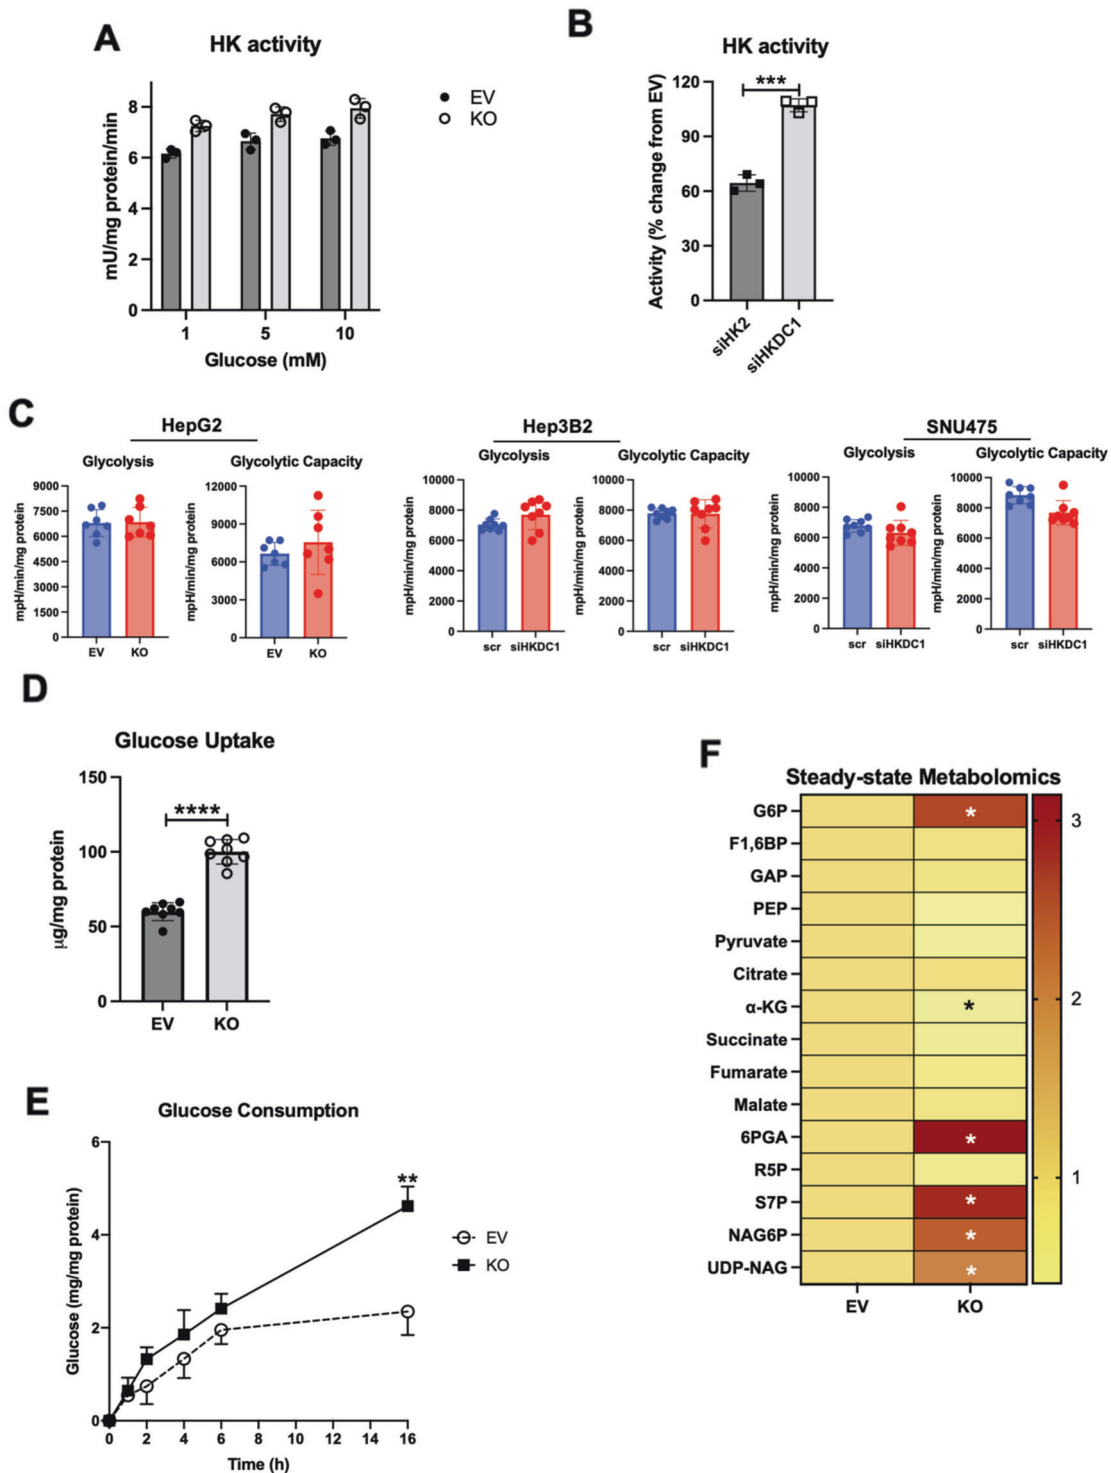 A
HK activity
8
6
4
2
0
mU/mg protein/min
1 5 10
Glucose (mM)
EV
KO
B
HK activity
***
120
90
60
30
0
Activity (% change from EV)
siHK2
siHKDC1
C
HepG2
Glycolysis
9000
7500
6000
4500
3000
1500
0
mpH/min/mg protein
EV KO
Glycolytic Capacity
12000
9000
6000
3000
0
mpH/min/mg protein
EV KO
Hep3B2
Glycolysis
10000
8000
6000
4000
2000
0
mpH/min/mg protein
scr siHKDC1
Glycolytic Capacity
10000
8000
6000
4000
2000
0
mpH/min/mg protein
scr siHKDC1
SNU475
Glycolysis
10000
8000
6000
4000
2000
0
mpH/min/mg protein
scr siHKDC1
Glycolytic Capacity
10000
8000
6000
4000
2000
0
mpH/min/mg protein
scr siHKDC1
D
Glucose Uptake
****
150
100
50
0
µg/mg protein
EV KO
E
Glucose Consumption
**
6
4
2
0
Glucose (mg/mg protein)
0 2 4 6 8 10 12 14 16
Time (h)
EV
KO
F
Steady-state Metabolomics
G6P *
F1,6BP
GAP
PEP
Pyruvate
Citrate
α-KG *
Succinate
Fumarate
Malate
6PGA *
R5P
S7P *
NAG6P *
UDP-NAG *
EV KO
3
2
1